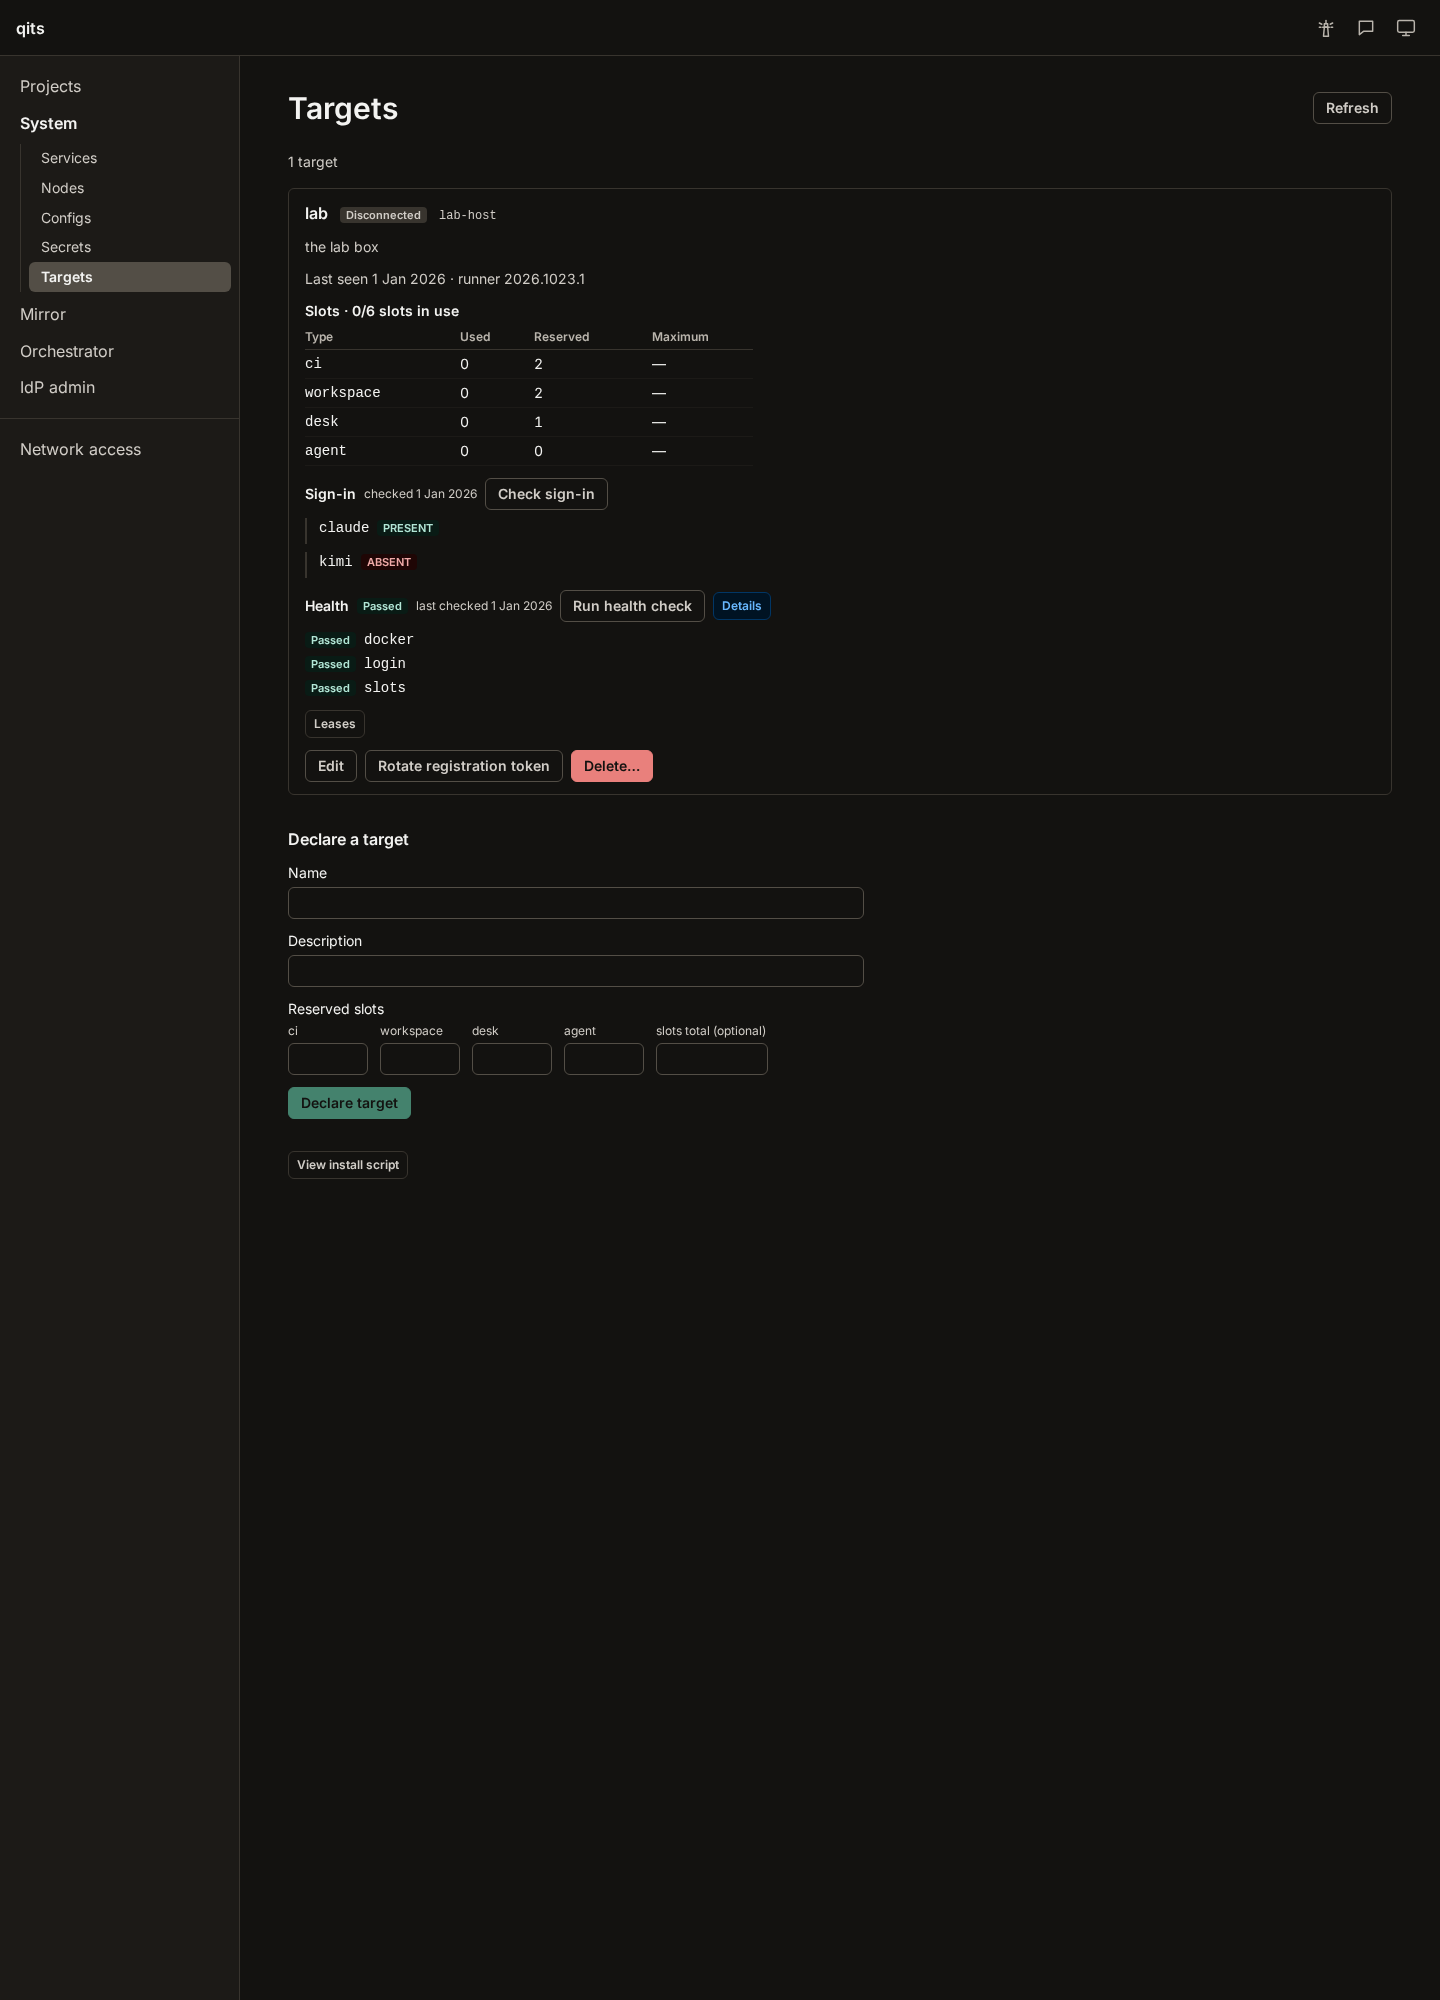 qits
Projects
System
Services
Nodes
Configs
Secrets
Targets
Mirror
Orchestrator
IdP admin
Network access
Targets
Refresh
1 target
lab Disconnected lab-host
the lab box
Last seen 1 Jan 2026 · runner 2026.1023.1
Slots · 0/6 slots in use
Type Used Reserved Maximum
ci 0 2 —
workspace 0 2 —
desk 0 1 —
agent 0 0 —
Sign-in checked 1 Jan 2026 Check sign-in
claude PRESENT
kimi ABSENT
Health Passed last checked 1 Jan 2026 Run health check Details
Passed docker
Passed login
Passed slots
Leases
Edit Rotate registration token Delete...
Declare a target
Name
Description
Reserved slots
ci workspace desk agent slots total (optional)
Declare target
View install script